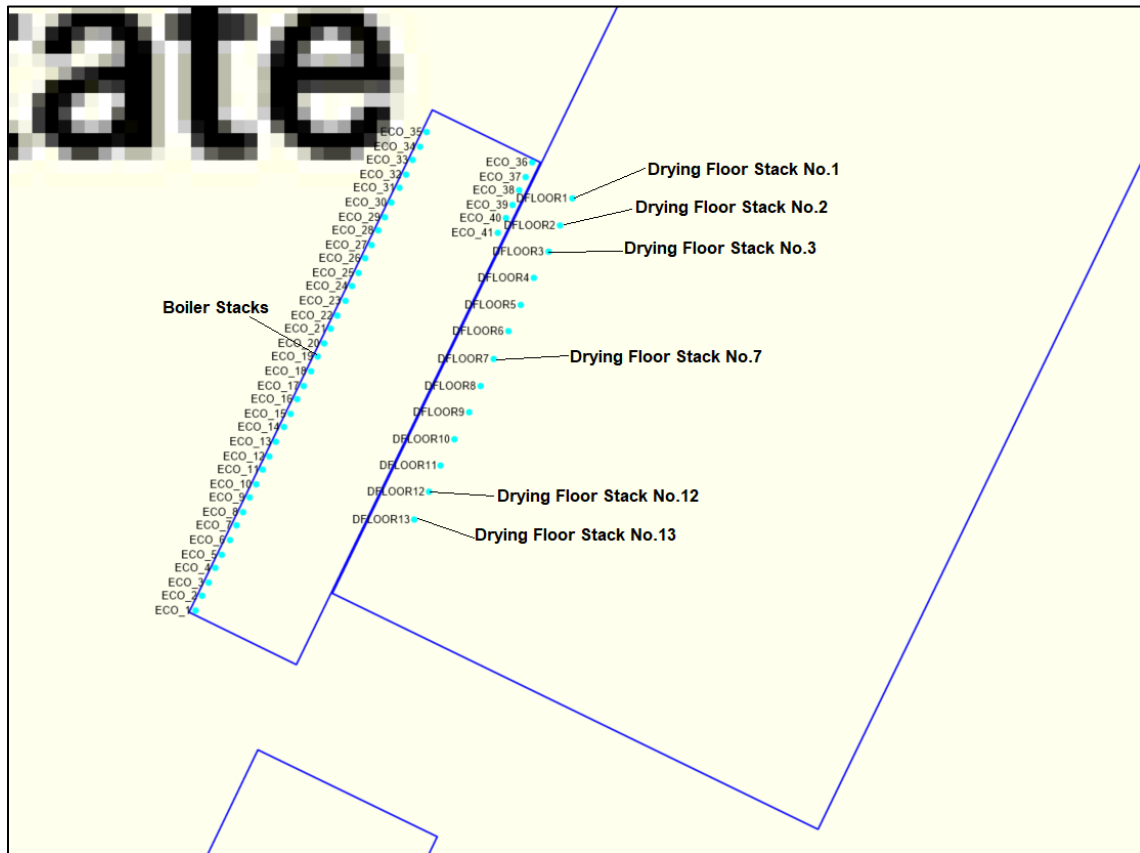 ate
ECO_35
ECO_34
ECO_33
ECO_32
ECO_31
ECO_30
ECO_29
ECO_28
ECO_27
ECO_26
ECO_25
ECO_24
ECO_23
ECO_22
ECO_21
ECO_20
ECO_19
ECO_18
ECO_17
ECO_16
ECO_15
ECO_14
ECO_13
ECO_12
ECO_11
ECO_10
ECO_9
ECO_8
ECO_7
ECO_6
ECO_5
ECO_4
ECO_3
ECO_2
ECO_1
Boiler Stacks
ECO_36
ECO_37
ECO_38
ECO_39
ECO_40
ECO_41
DFLOOR1
DFLOOR2
DFLOOR3
DFLOOR4
DFLOOR5
DFLOOR6
DFLOOR7
DFLOOR8
DFLOOR9
DFLOOR10
DFLOOR11
DFLOOR12
DFLOOR13
Drying Floor Stack No.1
Drying Floor Stack No.2
Drying Floor Stack No.3
Drying Floor Stack No.7
Drying Floor Stack No.12
Drying Floor Stack No.13